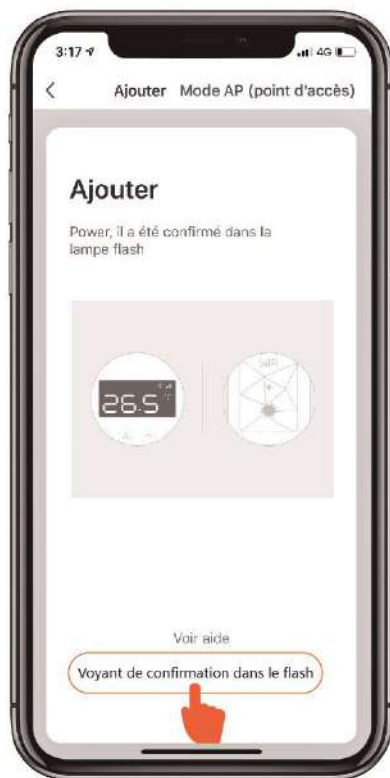 3:17
4G
Ajouter Mode AP (point d'accès)
Ajouter
Power, il a été confirmé dans la
lampe flash
26.5
Voir aide
Voyant de confirmation dans le flash